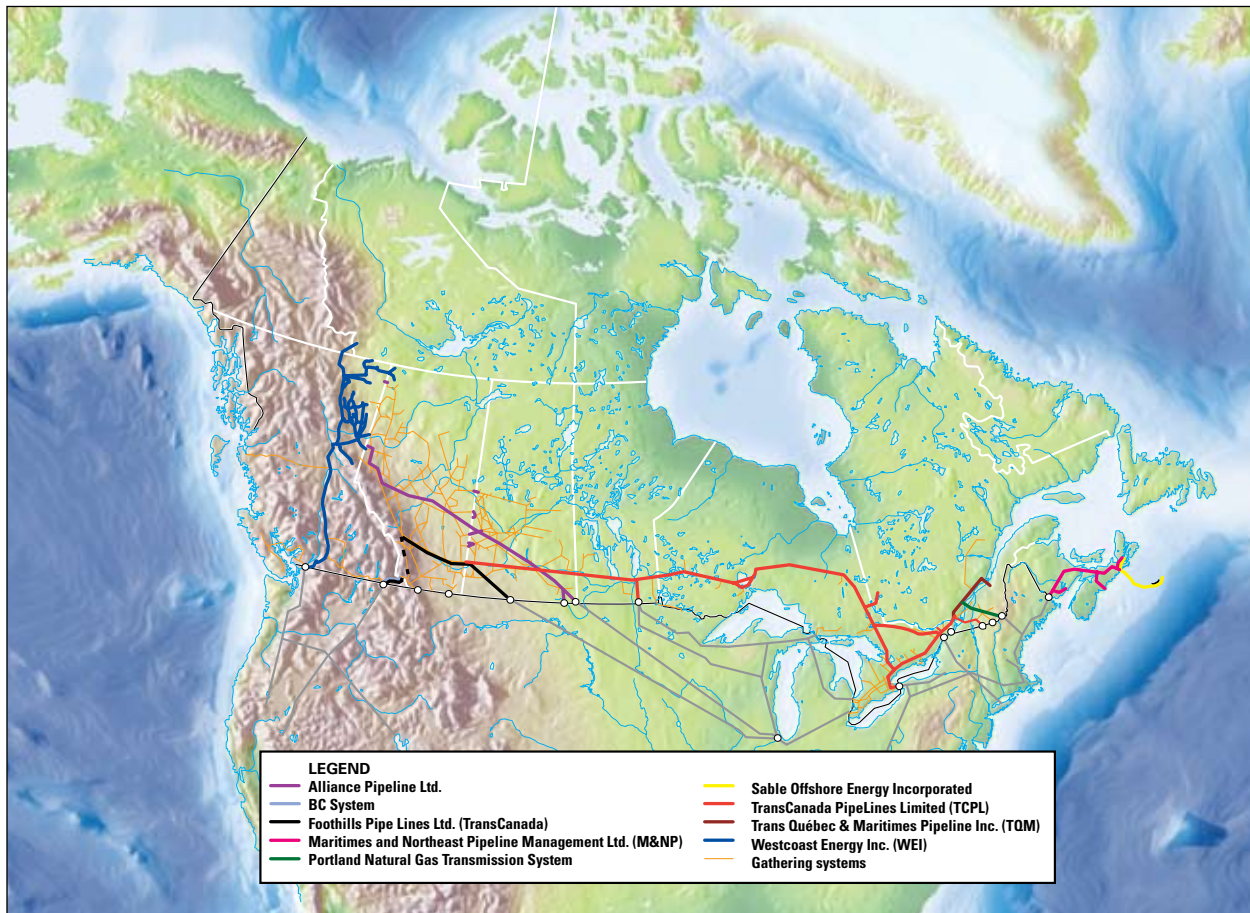 LEGEND
Alliance Pipeline Ltd.
BC System
Foothills Pipe Lines Ltd. (TransCanada)
Maritimes and Northeast Pipeline Management Ltd. (M&NP)
Portland Natural Gas Transmission System
Sable Offshore Energy Incorporated
TransCanada PipeLines Limited (TCPL)
Trans Québec & Maritimes Pipeline Inc. (TQM)
Westcoast Energy Inc. (WEI)
Gathering systems